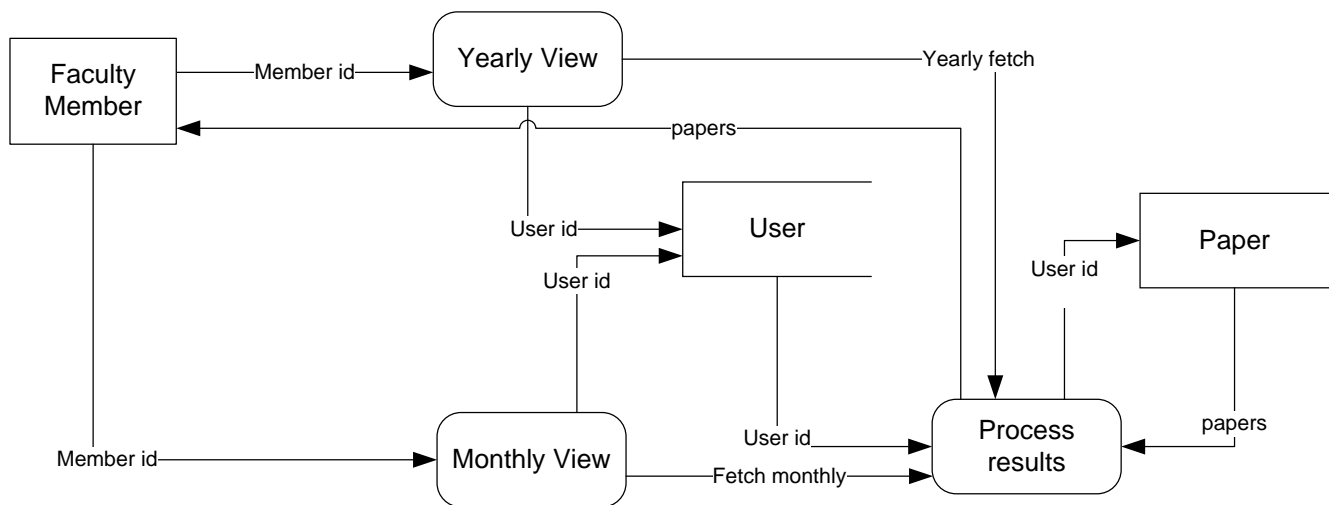 Yearly View
Faculty
Member
Member id
Yearly fetch
papers
User id
User
Paper
User id
User id
Member id
Monthly View
User id
Fetch monthly
Process
results
papers